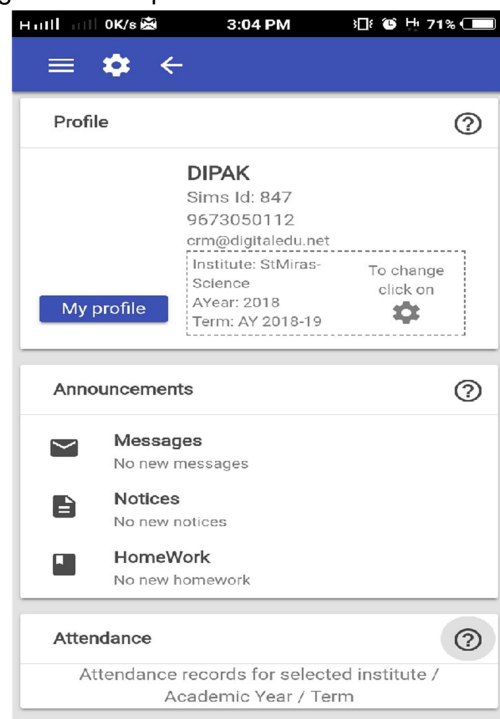 0K/s 3:04 PM 71%
Profile
DIPAK
Sims Id: 847
9673050112
crm@digitaledu.net
Institute: StMiras-
Science
AYear: 2018
Term: AY 2018-19
To change
click on
My profile
Announcements
Messages
No new messages
Notices
No new notices
HomeWork
No new homework
Attendance
Attendance records for selected institute /
Academic Year / Term